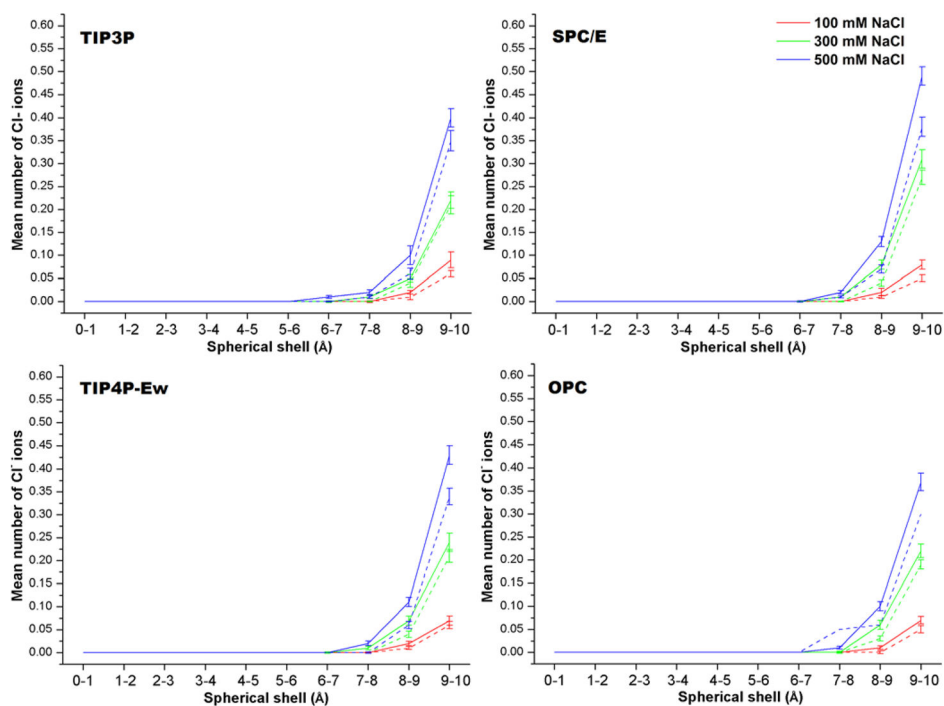 TIP3P
Mean number of Cl- ions
0.60
0.55
0.50
0.45
0.40
0.35
0.30
0.25
0.20
0.15
0.10
0.05
0.00
0-1 1-2 2-3 3-4 4-5 5-6 6-7 7-8 8-9 9-10
Spherical shell (Å)
SPC/E
100 mM NaCl
300 mM NaCl
500 mM NaCl
Mean number of Cl- ions
0.60
0.55
0.50
0.45
0.40
0.35
0.30
0.25
0.20
0.15
0.10
0.05
0.00
0-1 1-2 2-3 3-4 4-5 5-6 6-7 7-8 8-9 9-10
Spherical shell (Å)
TIP4P-Ew
Mean number of Cl⁻ ions
0.60
0.55
0.50
0.45
0.40
0.35
0.30
0.25
0.20
0.15
0.10
0.05
0.00
0-1 1-2 2-3 3-4 4-5 5-6 6-7 7-8 8-9 9-10
Spherical shell (Å)
OPC
Mean number of Cl⁻ ions
0.60
0.55
0.50
0.45
0.40
0.35
0.30
0.25
0.20
0.15
0.10
0.05
0.00
0-1 1-2 2-3 3-4 4-5 5-6 6-7 7-8 8-9 9-10
Spherical shell (Å)